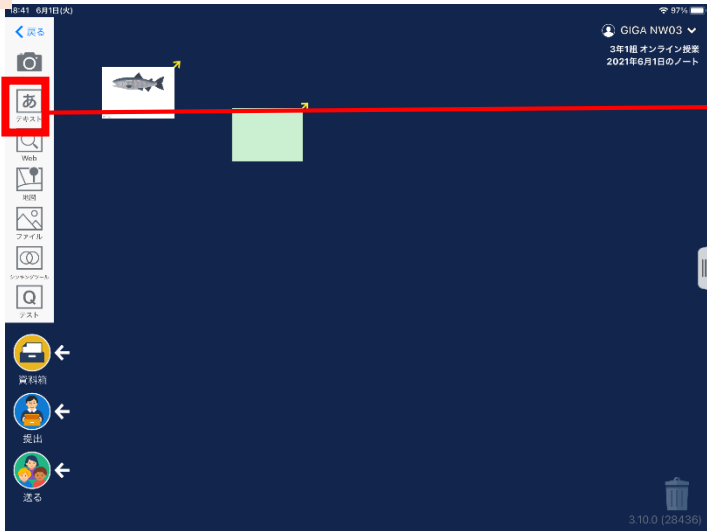 18:41 6月1日(火)
97%
戻る
GIGA NW03
3年1組 オンライン授業
2021年6月1日のノート
あ
テキスト
Web
地図
ファイル
シンキングツール
Q
テスト
資料箱
提出
送る
3.10.0 (28436)